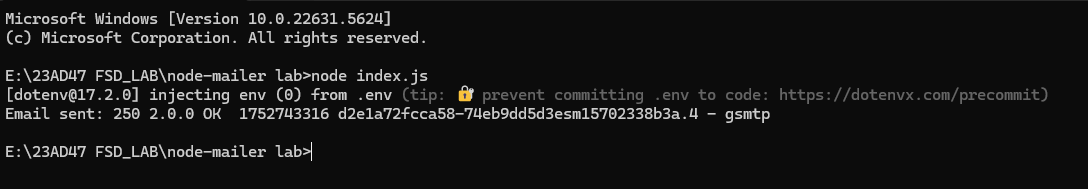 Microsoft Windows [Version 10.0.22631.5624]
(c) Microsoft Corporation. All rights reserved.
E:\23AD47 FSD_LAB\node-mailer lab>node index.js
[dotenv@17.2.0] injecting env (0) from .env (tip: 🔐 prevent committing .env to code: https://dotenvx.com/precommit)
Email sent: 250 2.0.0 OK  1752743316 d2e1a72fcca58-74eb9dd5d3esm15702338b3a.4 - gsmtp
E:\23AD47 FSD_LAB\node-mailer lab>